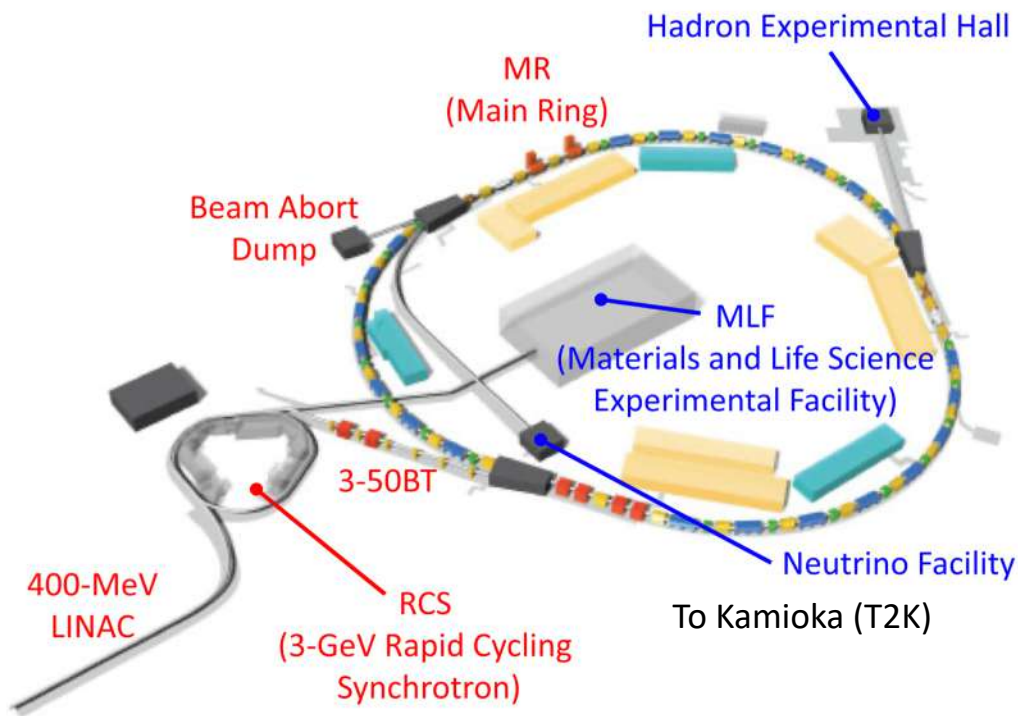 Hadron Experimental Hall
MR
(Main Ring)
Beam Abort
Dump
MLF
(Materials and Life Science
Experimental Facility)
3-50BT
Neutrino Facility
400-MeV
LINAC
RCS
(3-GeV Rapid Cycling
Synchrotron)
To Kamioka (T2K)